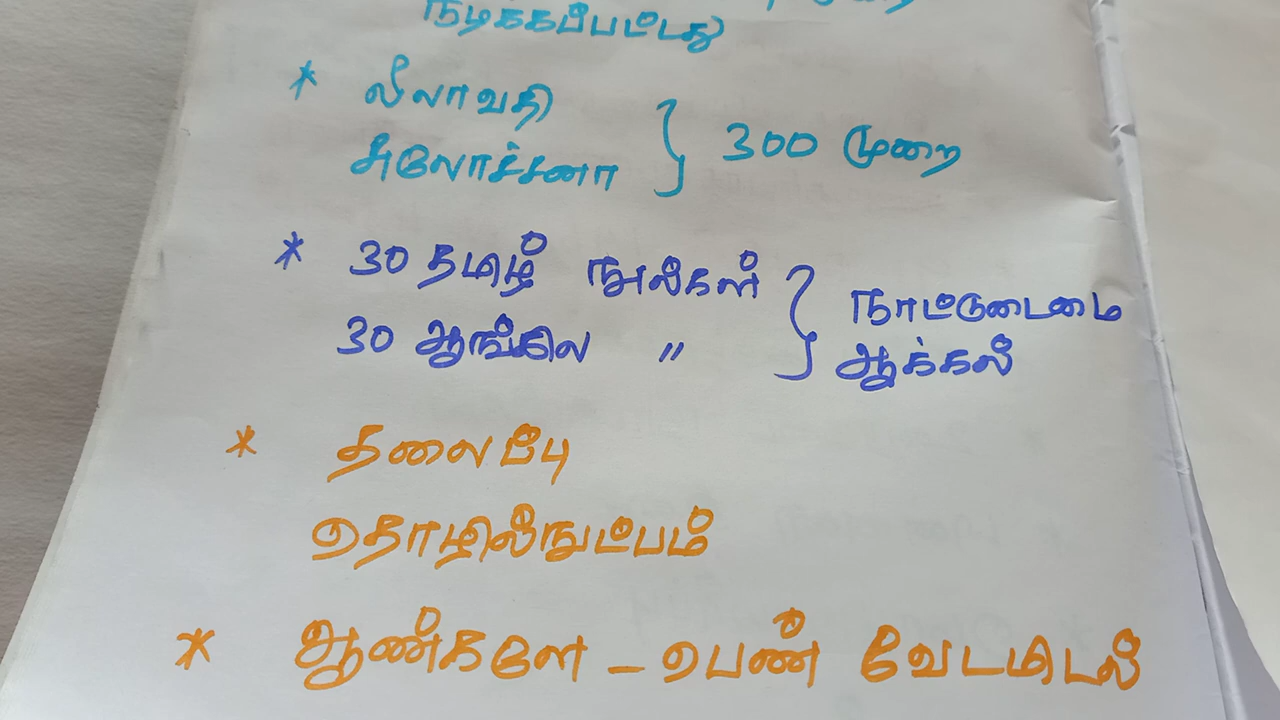 நடிக்கப்பட்டது
* லீலாவதி
சுலோச்சனா } 300 முறை
* 30 தமிழ் நூல்கள்
30 ஆங்கில " } நாட்டுடைமை
ஆக்கல்
* தலைப்பு
தொழில்நுட்பம்
* ஆண்களே - பெண் வேடமிடல்